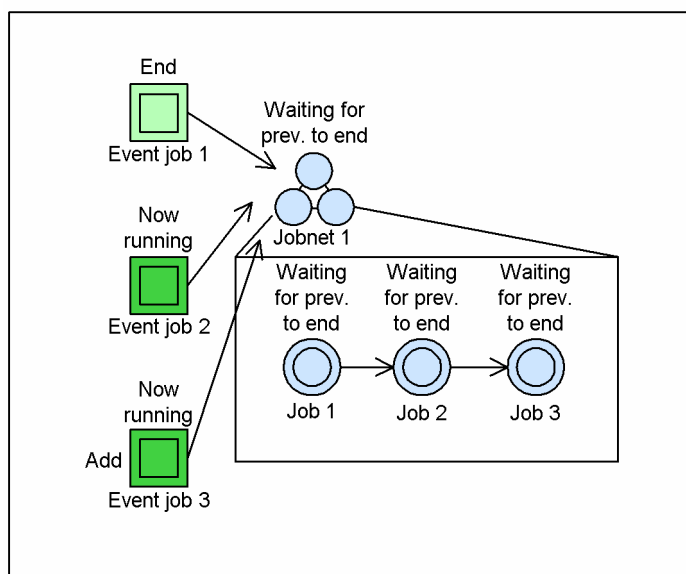 End
Event job 1
Waiting for
prev. to end
Jobnet 1
Now
running
Event job 2
Waiting
for prev.
to end
Waiting
for prev.
to end
Waiting
for prev.
to end
Job 1
Job 2
Job 3
Now
running
Add
Event job 3